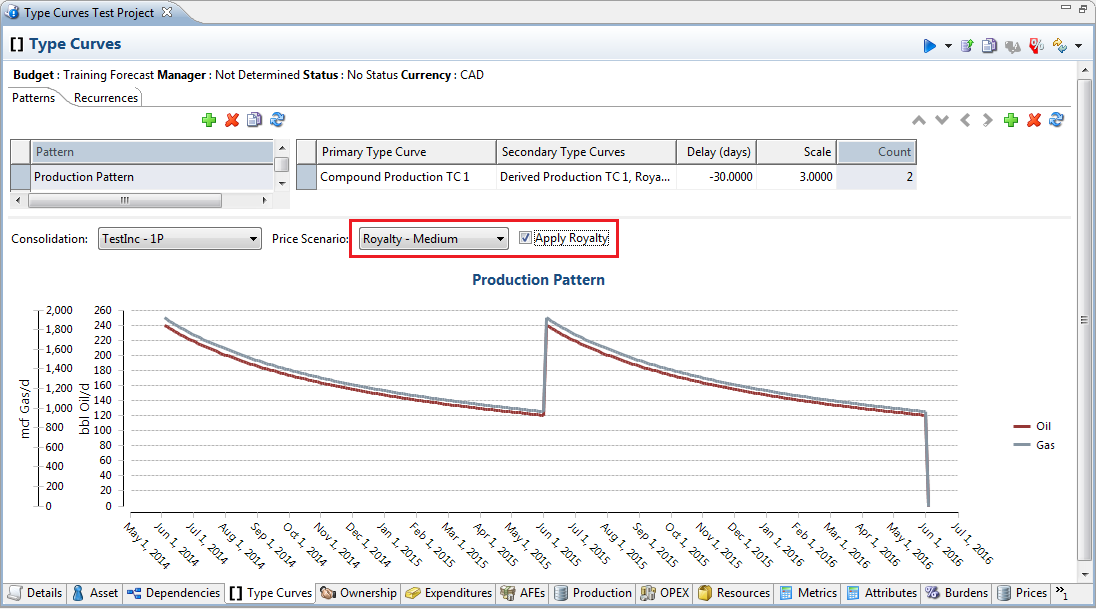 Type Curves Test Project
[] Type Curves
Budget : Training Forecast Manager : Not Determined Status : No Status Currency : CAD
Patterns Recurrences
Pattern
Production Pattern
Primary Type Curve Secondary Type Curves Delay (days) Scale Count
Compound Production TC 1 Derived Production TC 1, Roya... -30.0000 3.0000 2
Consolidation: TestInc - 1P Price Scenario: Royalty - Medium Apply Royalty
Production Pattern
mcf Gas/d
2,000
1,800
1,600
1,400
1,200
1,000
800
600
400
200
0
bbl Oil/d
260
240
220
200
180
160
140
120
100
80
60
40
20
0
May 1, 2014
Jun 1, 2014
Jul 1, 2014
Aug 1, 2014
Sep 1, 2014
Oct 1, 2014
Nov 1, 2014
Dec 1, 2014
Jan 1, 2015
Feb 1, 2015
Mar 1, 2015
Apr 1, 2015
May 1, 2015
Jun 1, 2015
Jul 1, 2015
Aug 1, 2015
Sep 1, 2015
Oct 1, 2015
Nov 1, 2015
Dec 1, 2015
Jan 1, 2016
Feb 1, 2016
Mar 1, 2016
Apr 1, 2016
May 1, 2016
Jun 1, 2016
Jul 1, 2016
Oil
Gas
Details Asset Dependencies [] Type Curves Ownership Expenditures AFEs Production OPEX Resources Metrics Attributes Burdens Prices »1